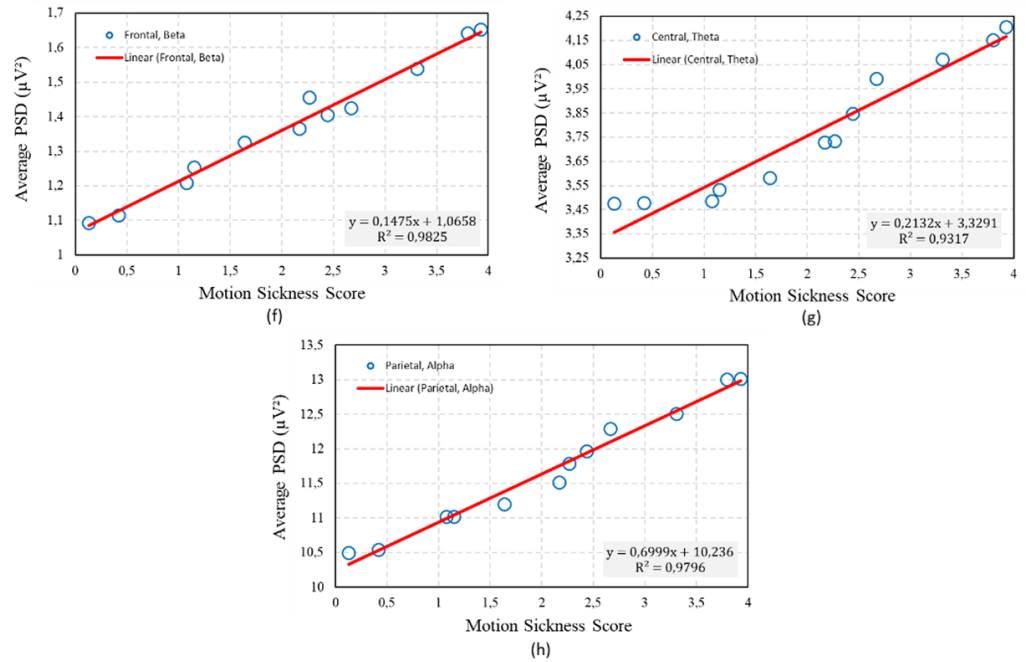 1,7
1,6
1,5
1,4
1,3
1,2
1,1
1
Average PSD (μV²)
Frontal, Beta
Linear (Frontal, Beta)
y = 0,1475x + 1,0658
R² = 0,9825
0 0,5 1 1,5 2 2,5 3 3,5 4
Motion Sickness Score
(f)
4,25
4,15
4,05
3,95
3,85
3,75
3,65
3,55
3,45
3,35
3,25
Average PSD (μV²)
Central, Theta
Linear (Central, Theta)
y = 0,2132x + 3,3291
R² = 0,9317
0 0,5 1 1,5 2 2,5 3 3,5 4
Motion Sickness Score
(g)
13,5
13
12,5
12
11,5
11
10,5
10
Average PSD (μV²)
Parietal, Alpha
Linear (Parietal, Alpha)
y = 0,6999x + 10,236
R² = 0,9796
0 0,5 1 1,5 2 2,5 3 3,5 4
Motion Sickness Score
(h)